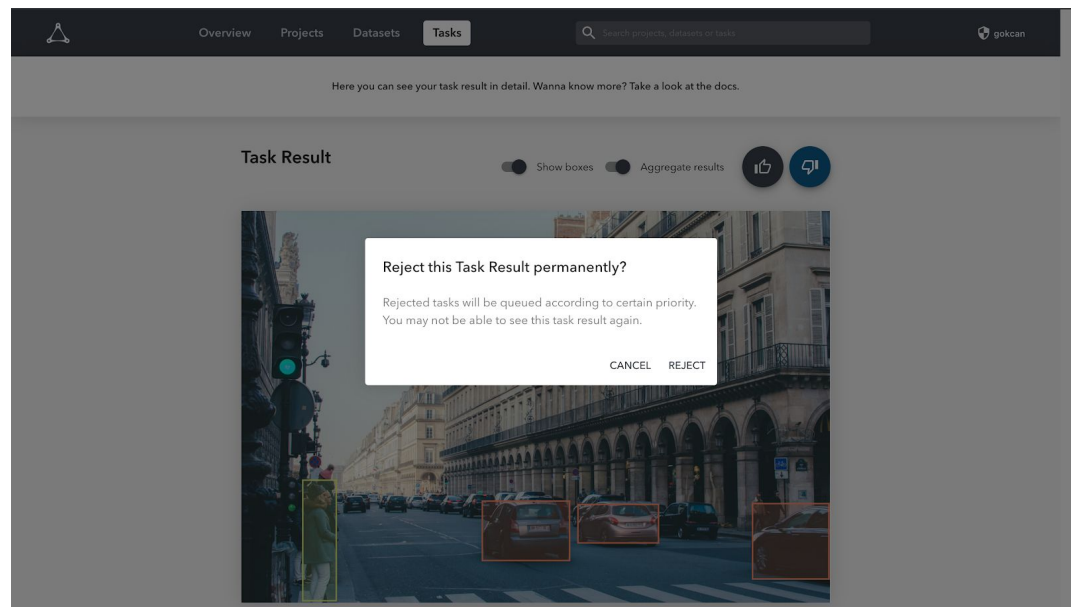 Overview Projects Datasets Tasks Search projects, datasets or tasks gokcan
Here you can see your task result in detail. Wanna know more? Take a look at the docs.
Task Result Show boxes Aggregate results
Reject this Task Result permanently?
Rejected tasks will be queued according to certain priority.
You may not be able to see this task result again.
CANCEL REJECT